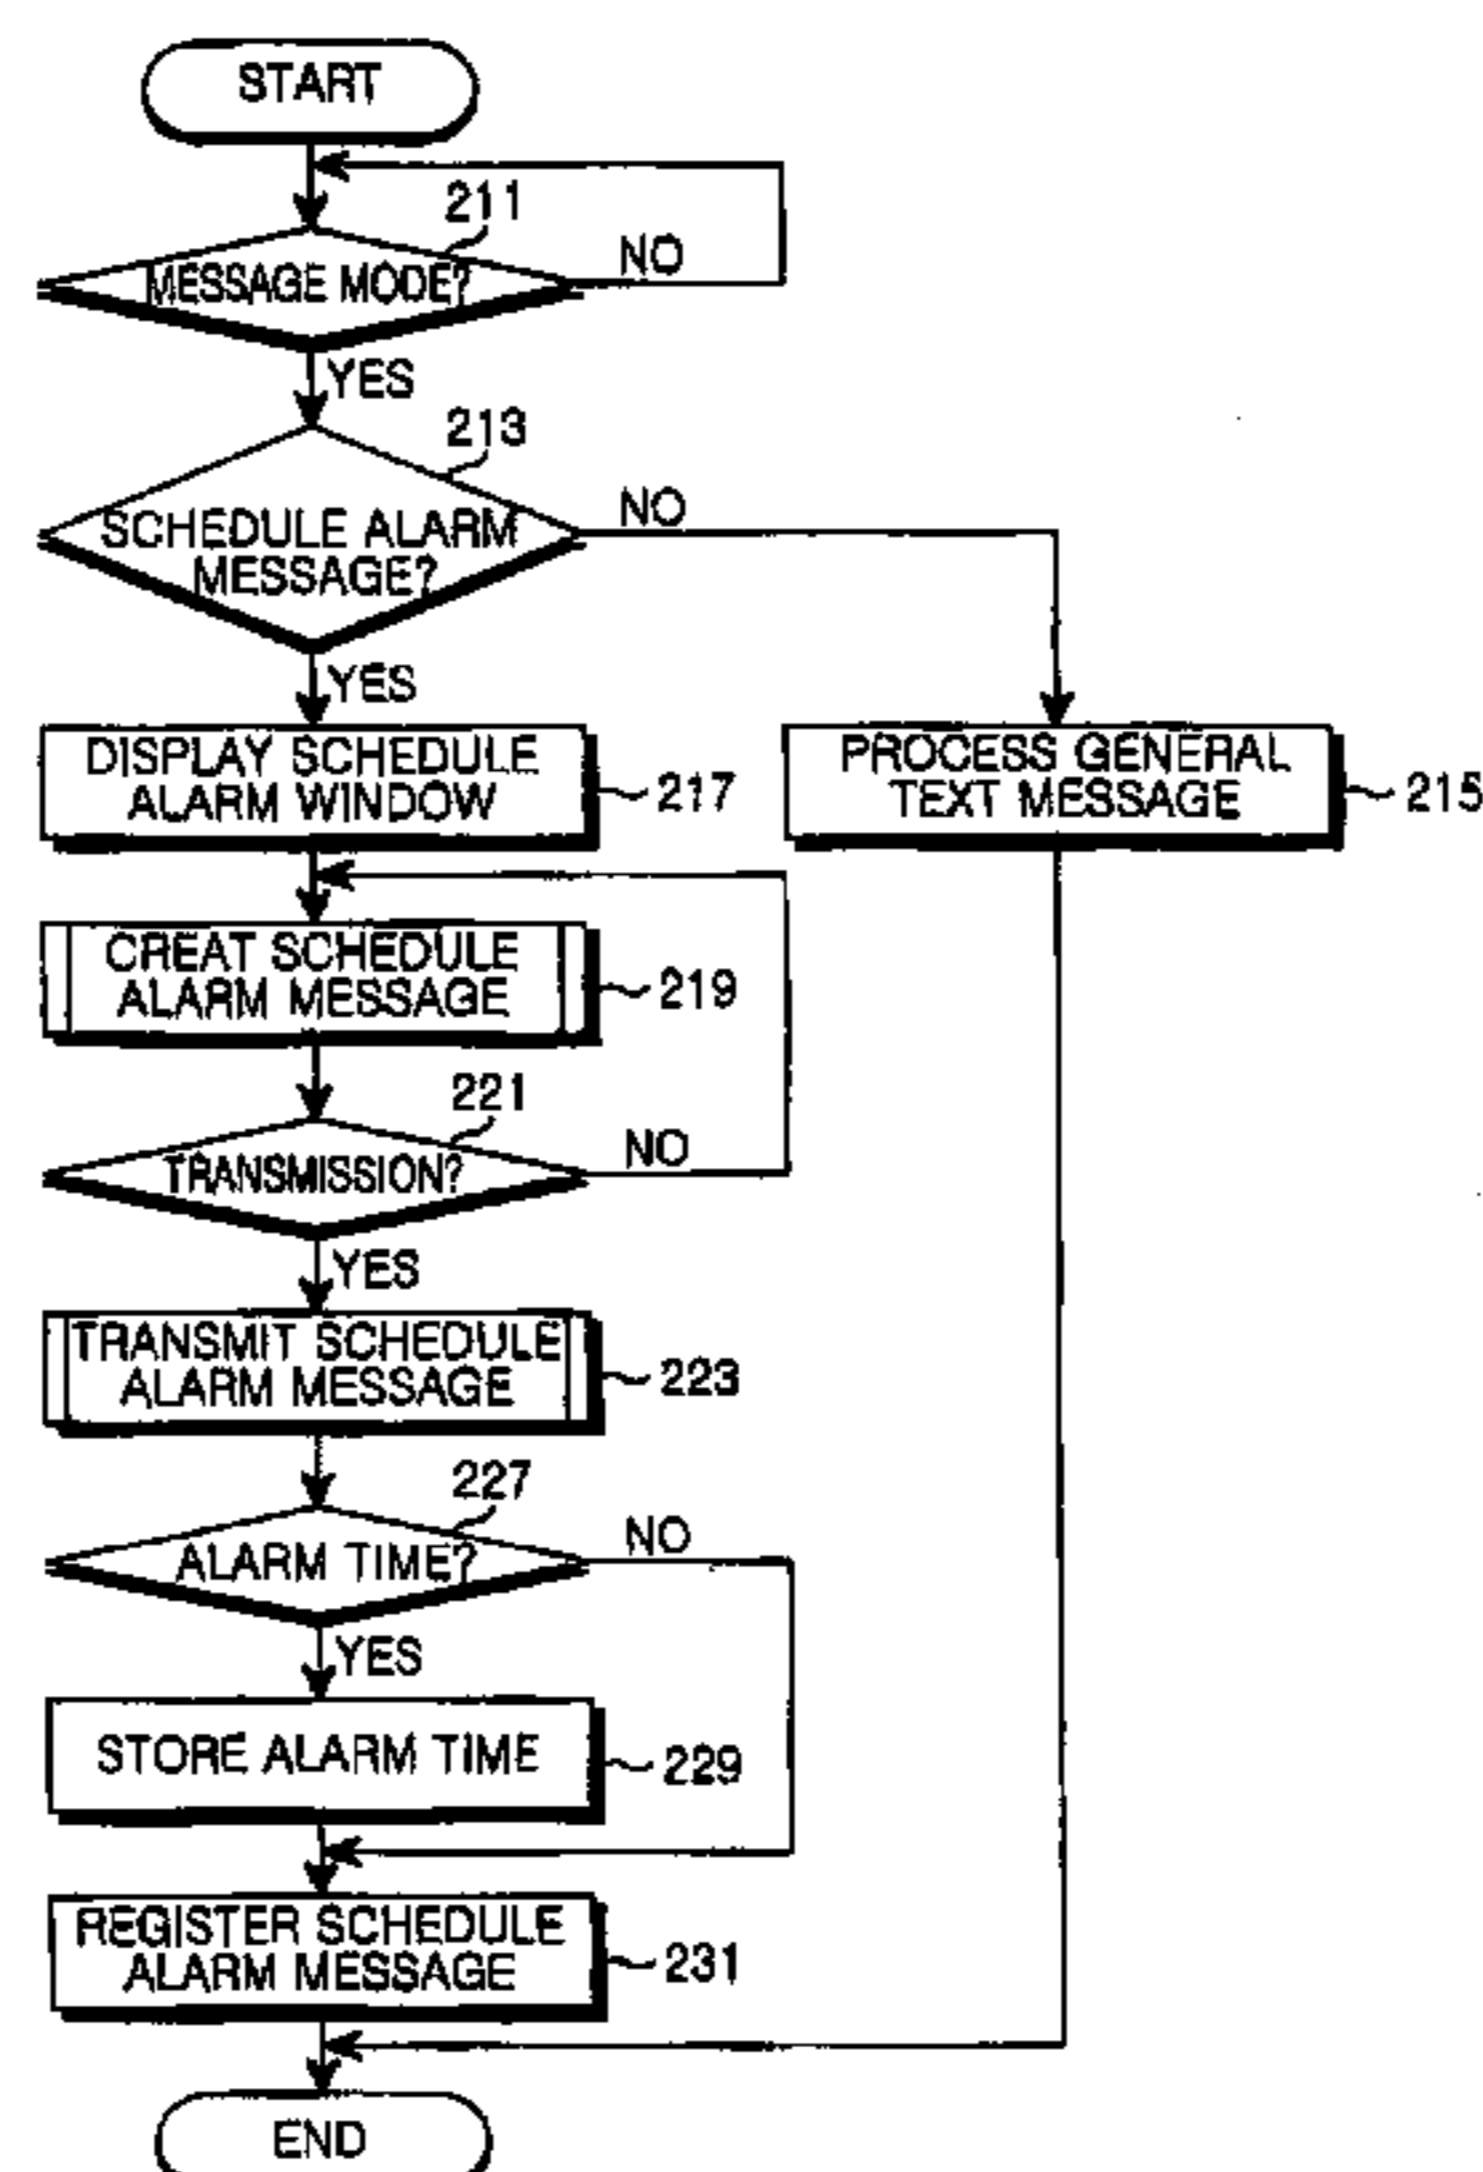 START
211
MESSAGE MODE?
NO
YES
213
SCHEDULE ALARM
MESSAGE?
NO
YES
DISPLAY SCHEDULE
ALARM WINDOW
217
PROCESS GENERAL
TEXT MESSAGE
215
CREAT SCHEDULE
ALARM MESSAGE
219
221
TRANSMISSION?
NO
YES
TRANSMIT SCHEDULE
ALARM MESSAGE
223
227
ALARM TIME?
NO
YES
STORE ALARM TIME
229
REGISTER SCHEDULE
ALARM MESSAGE
231
END